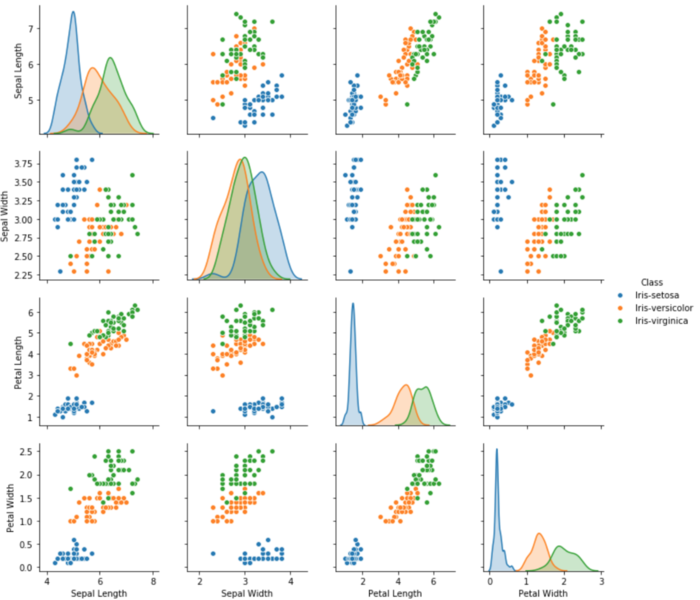 Sepal Length
7
6
5
Sepal Width
3.75
3.50
3.25
3.00
2.75
2.50
2.25
Class
Iris-setosa
Iris-versicolor
Iris-virginica
Petal Length
6
5
4
3
2
1
Petal Width
2.5
2.0
1.5
1.0
0.5
0.0
4 6 8 2 3 4 2 4 6 0 1 2 3
Sepal Length Sepal Width Petal Length Petal Width